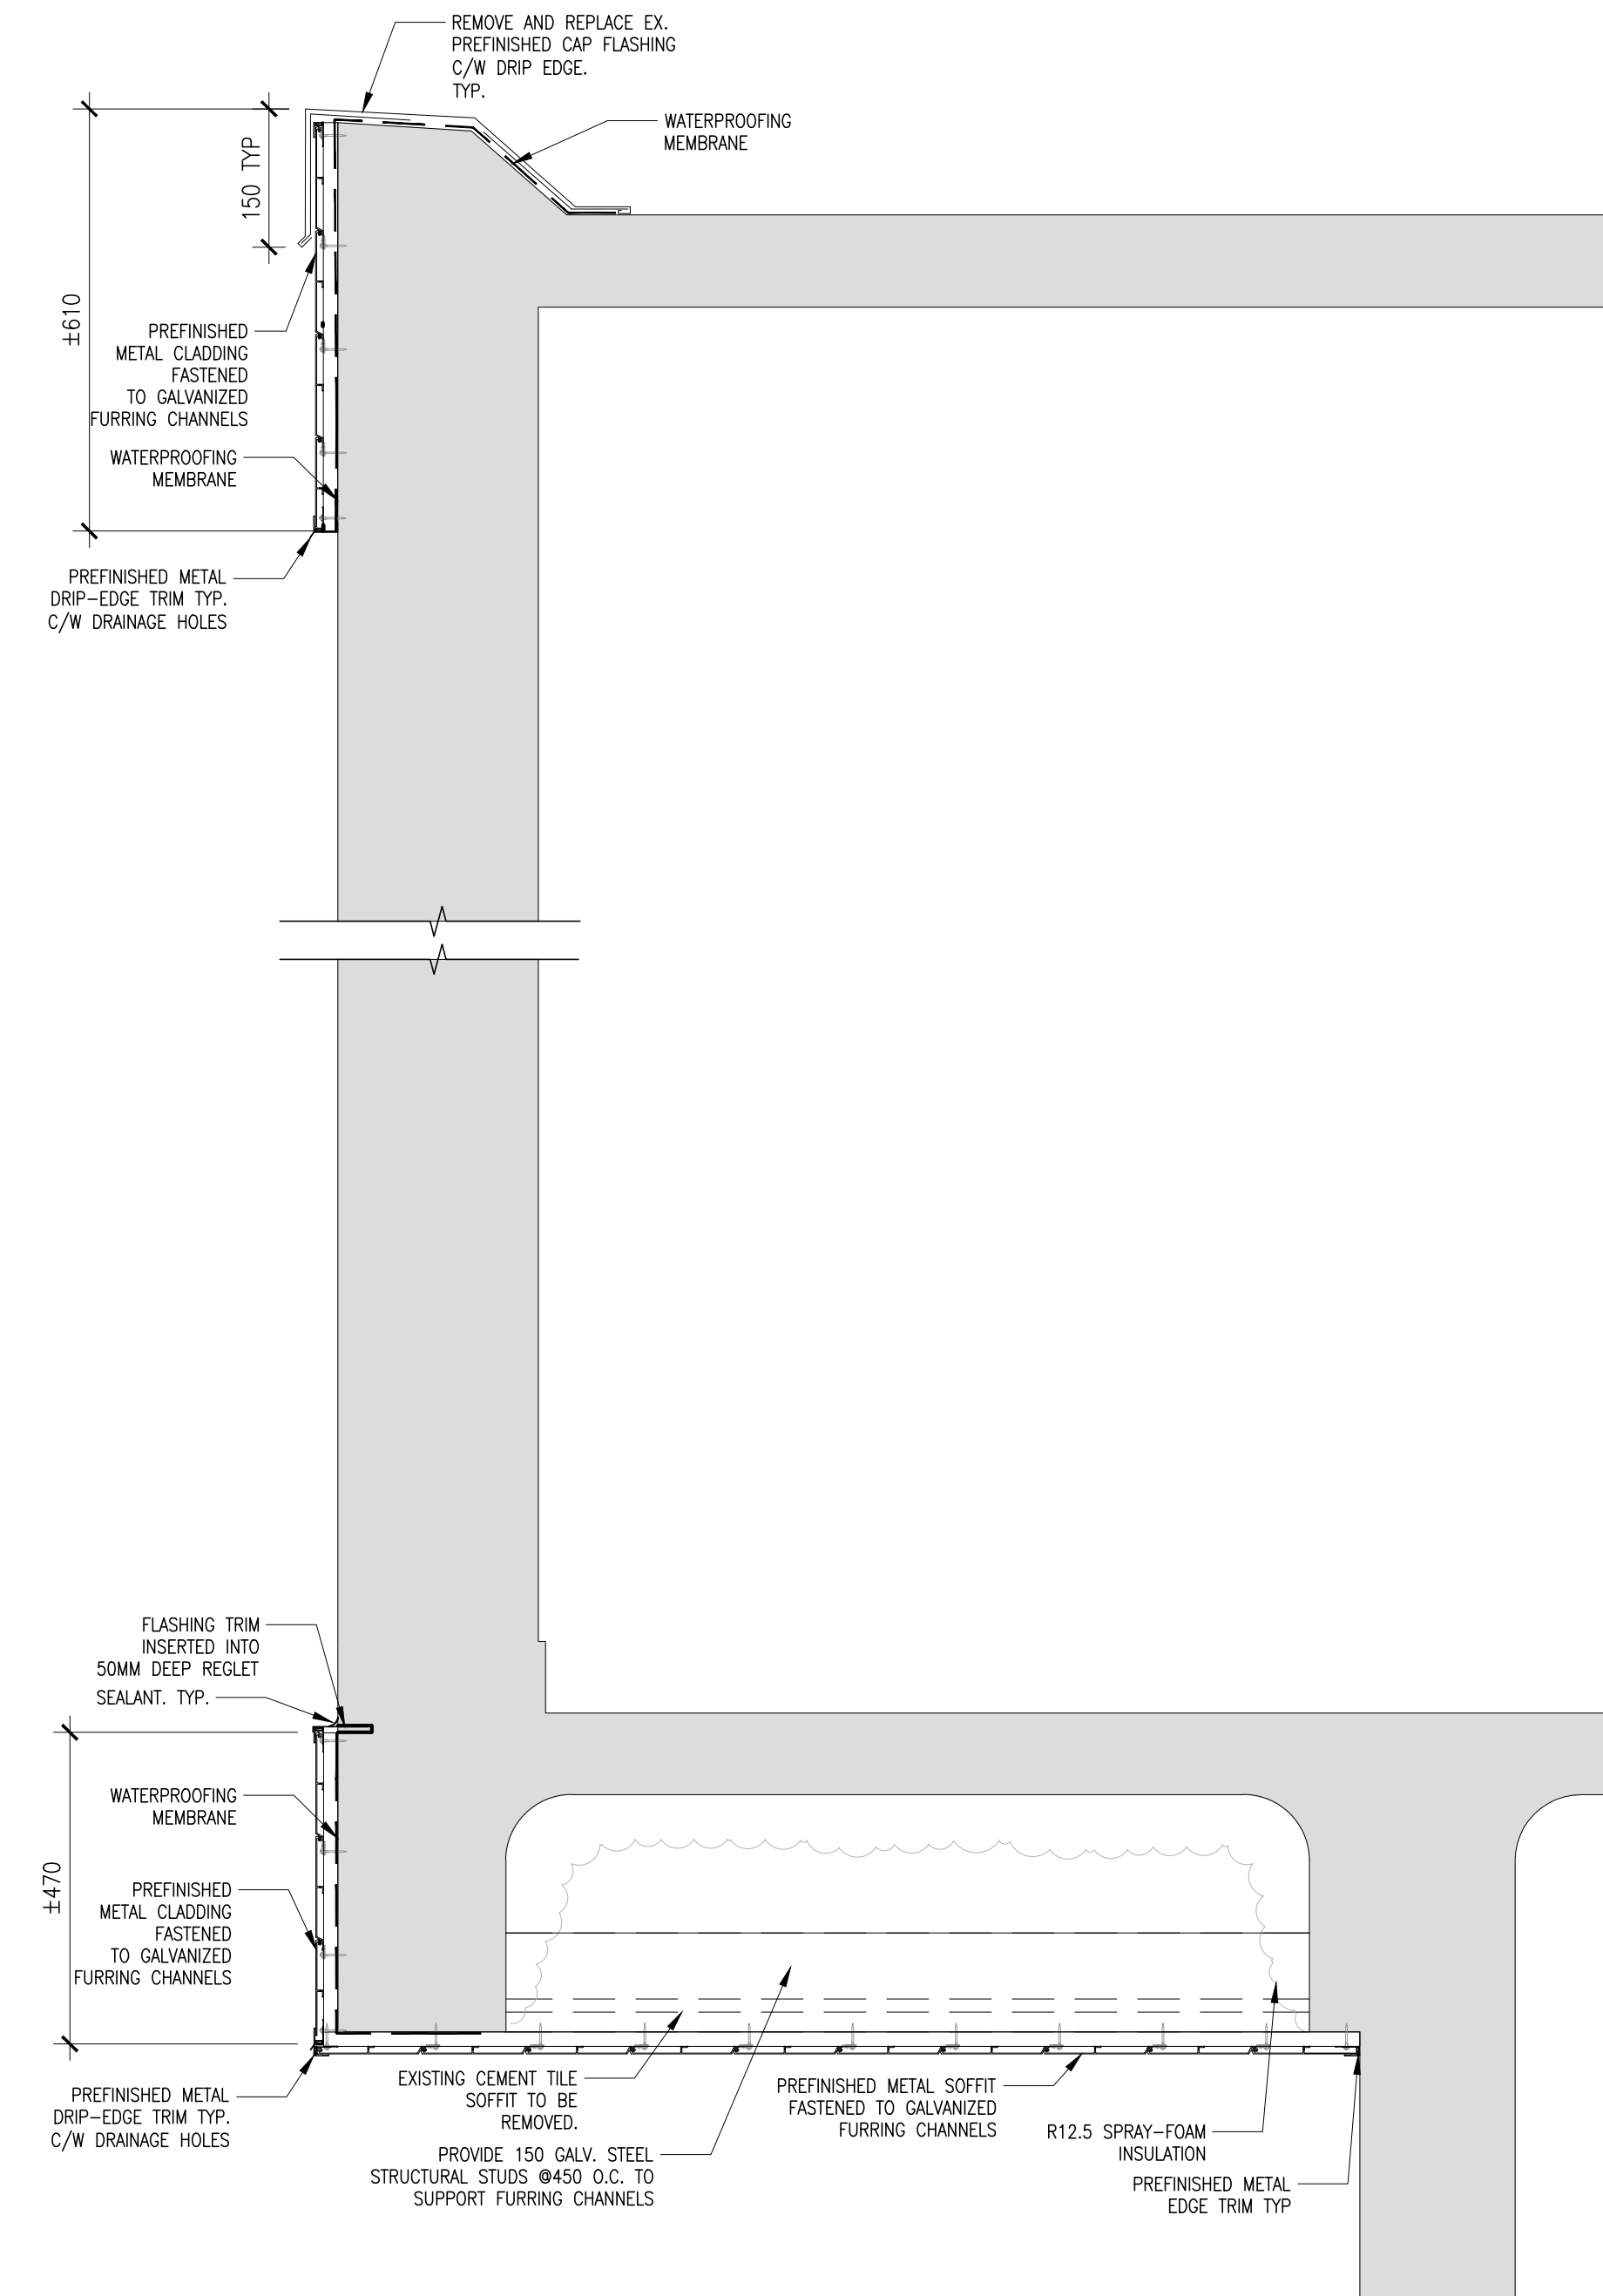 REMOVE AND REPLACE EX.
PREFINISHED CAP FLASHING
C/W DRIP EDGE.
TYP.
WATERPROOFING
MEMBRANE
150 TYP
±610
PREFINISHED
METAL CLADDING
FASTENED
TO GALVANIZED
FURRING CHANNELS
WATERPROOFING
MEMBRANE
PREFINISHED METAL
DRIP-EDGE TRIM TYP.
C/W DRAINAGE HOLES
FLASHING TRIM
INSERTED INTO
50MM DEEP REGLET
SEALANT. TYP.
WATERPROOFING
MEMBRANE
±470
PREFINISHED
METAL CLADDING
FASTENED
TO GALVANIZED
FURRING CHANNELS
PREFINISHED METAL
DRIP-EDGE TRIM TYP.
C/W DRAINAGE HOLES
EXISTING CEMENT TILE
SOFFIT TO BE
REMOVED.
PROVIDE 150 GALV. STEEL
STRUCTURAL STUDS @450 O.C. TO
SUPPORT FURRING CHANNELS
PREFINISHED METAL SOFFIT
FASTENED TO GALVANIZED
FURRING CHANNELS
R12.5 SPRAY-FOAM
INSULATION
PREFINISHED METAL
EDGE TRIM TYP